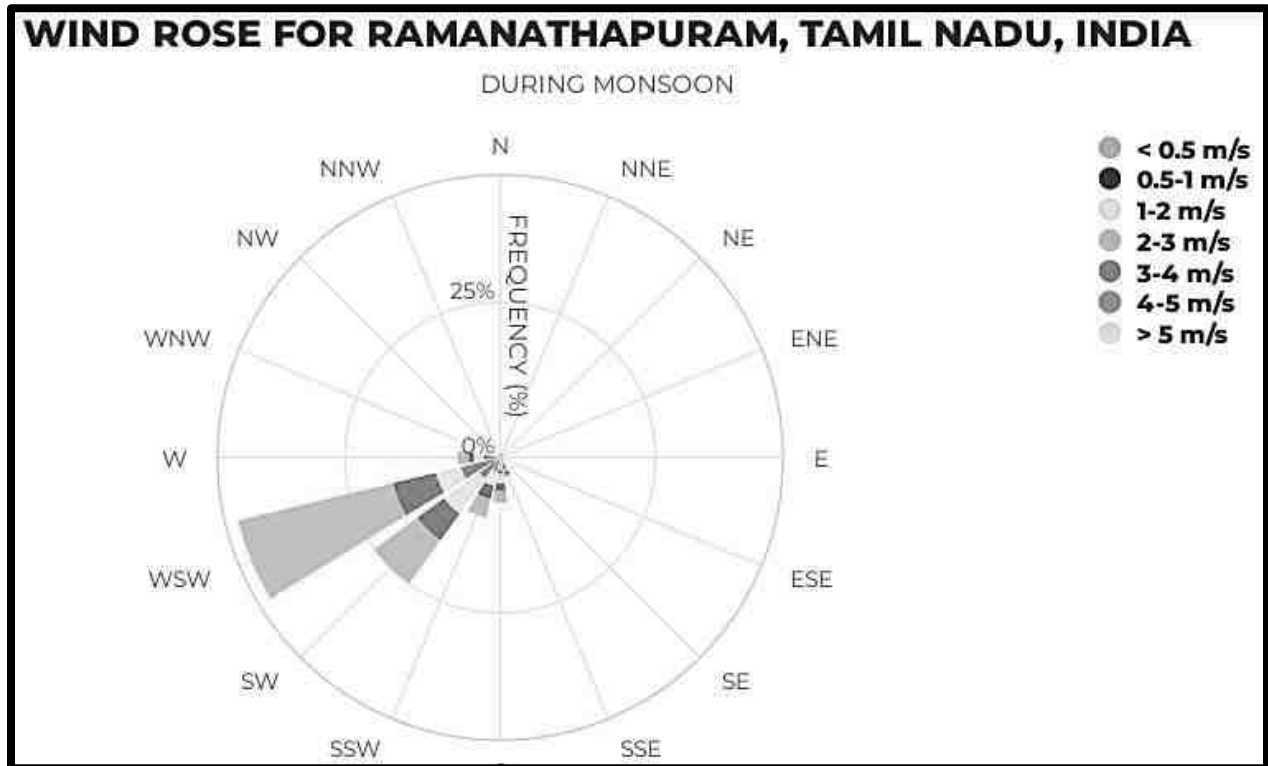 WIND ROSE FOR RAMANATHAPURAM, TAMIL NADU, INDIA
DURING MONSOON
N
NNE
NE
ENE
E
ESE
SE
SSE
SSW
SW
WSW
W
WNW
NW
NNW
FREQUENCY (%)
25%
0%
< 0.5 m/s
0.5-1 m/s
1-2 m/s
2-3 m/s
3-4 m/s
4-5 m/s
> 5 m/s